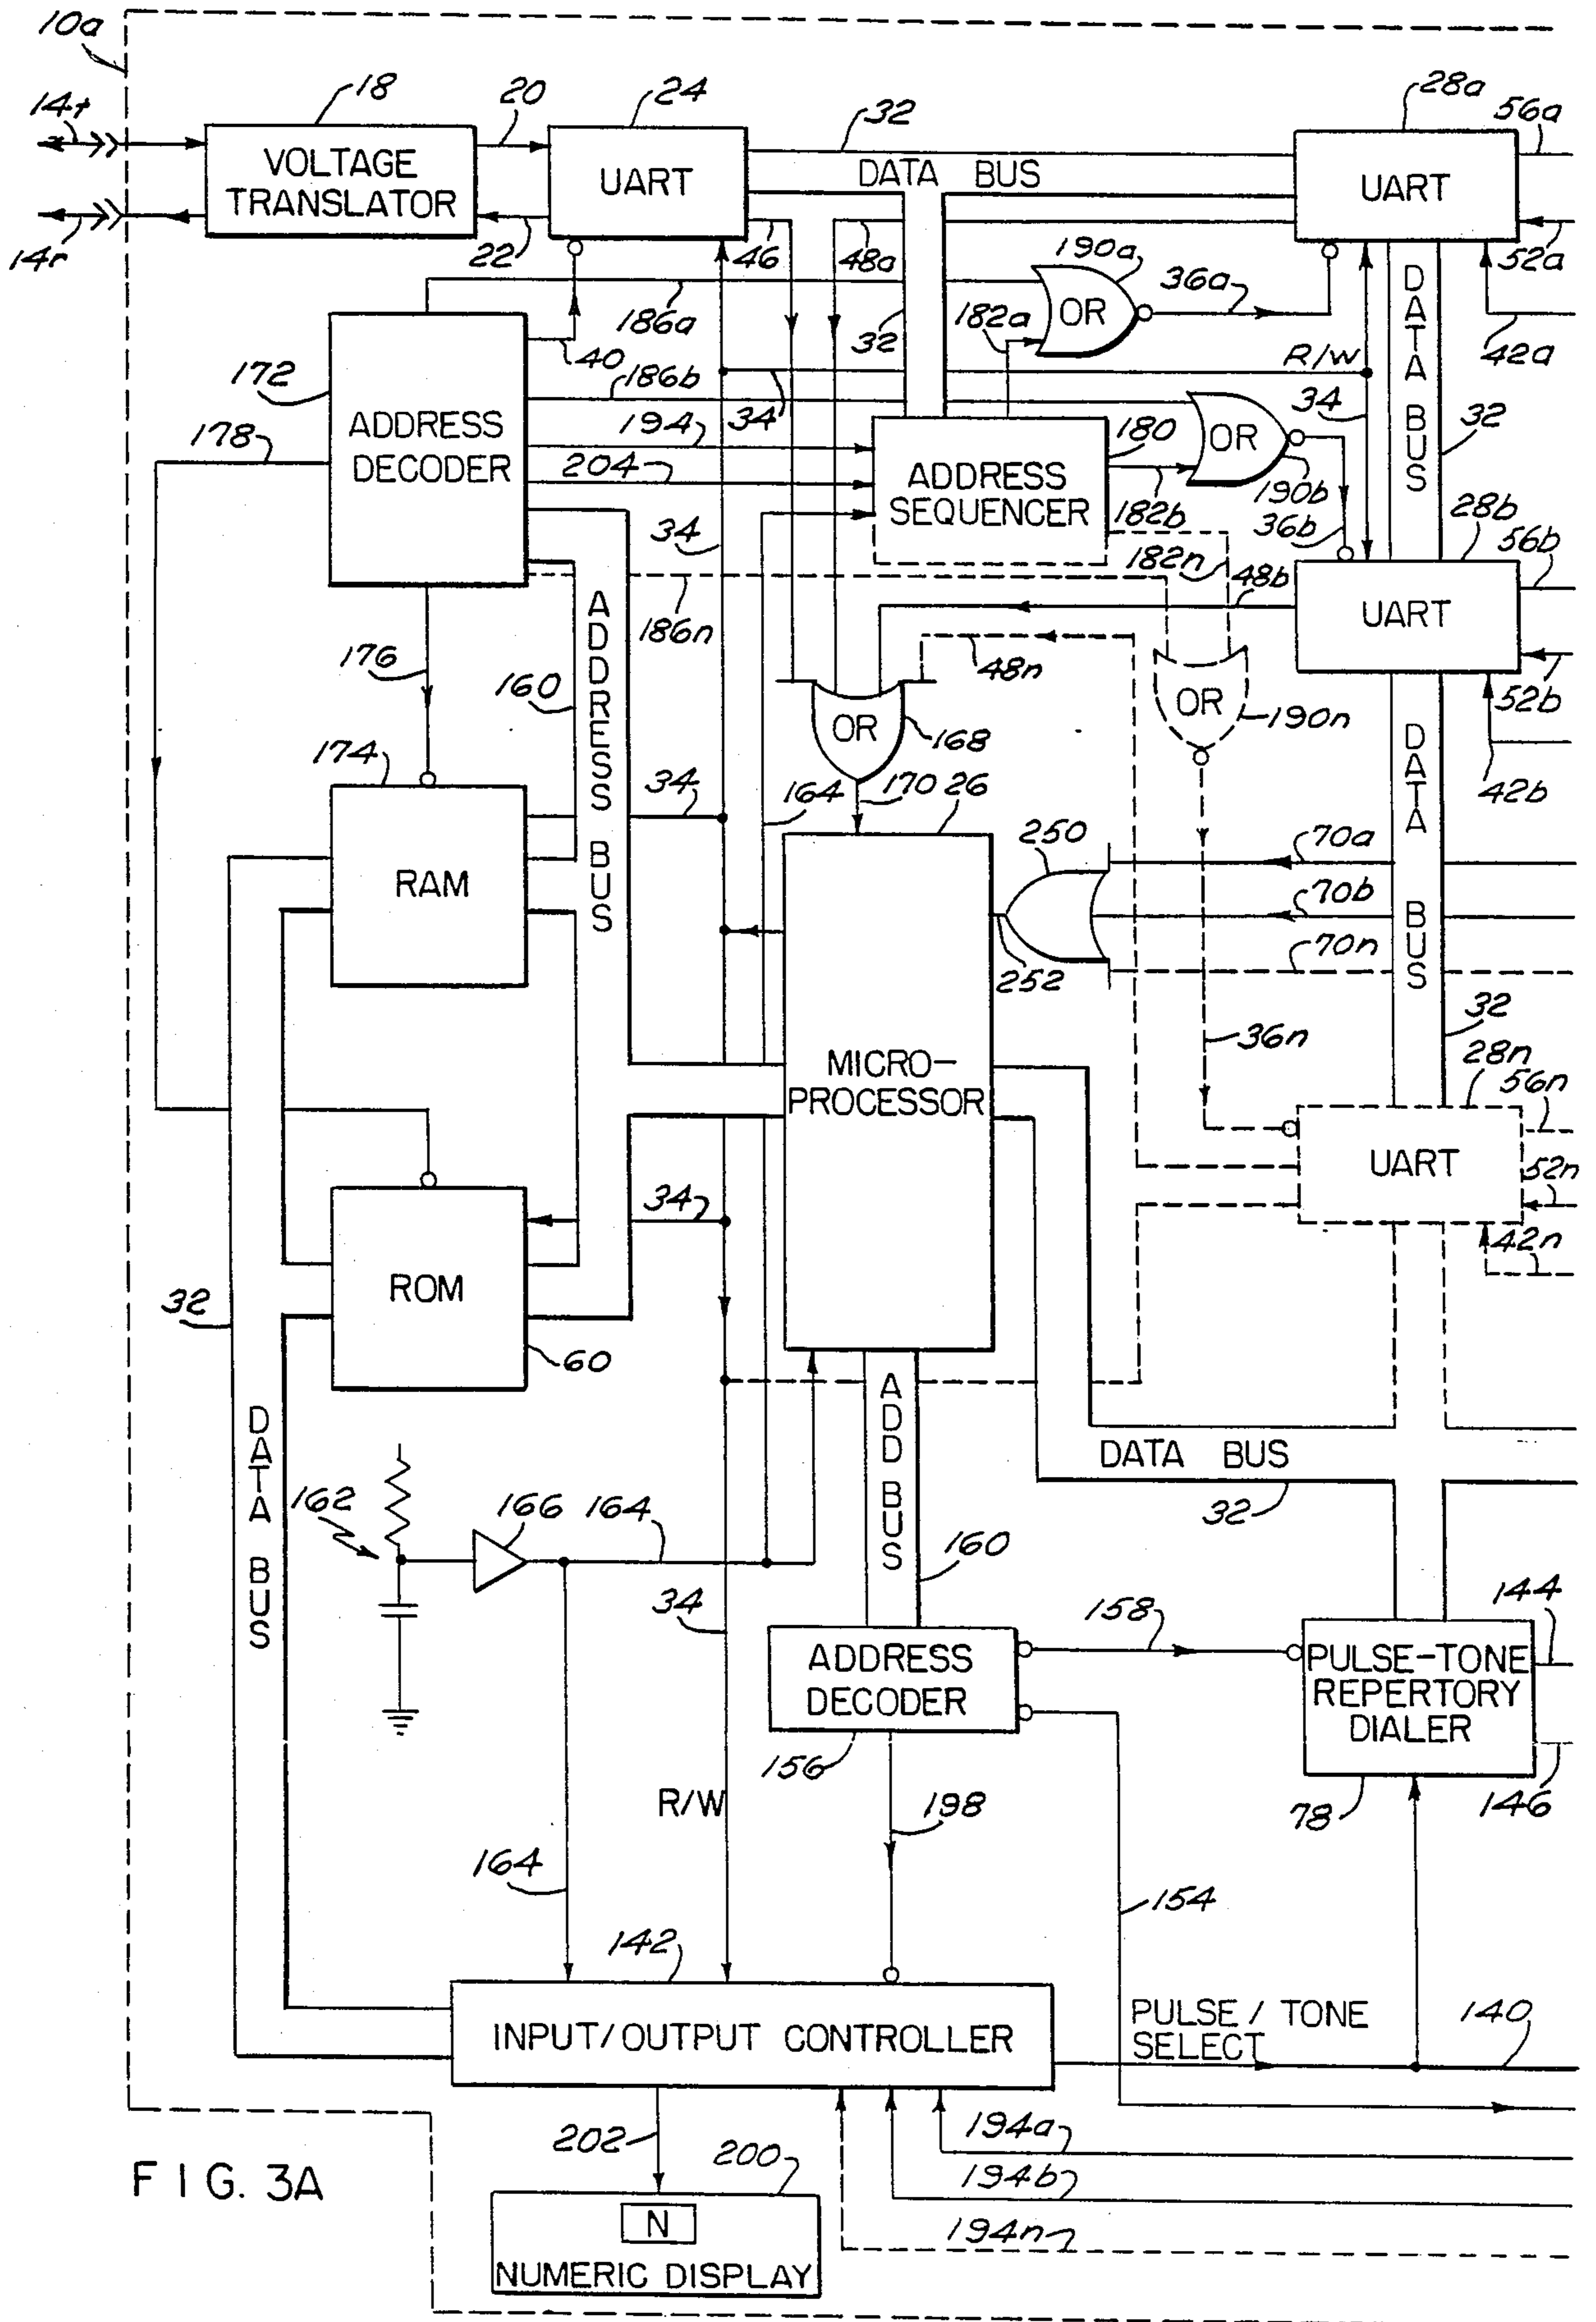 10a
14t
14r
18
VOLTAGE
TRANSLATOR
20
22
24
UART
32
DATA BUS
28a
UART
56a
52a
42a
46
48a
32
190a
OR
36a
182a
186a
40
186b
R/W
34
34
DATA BUS
32
172
ADDRESS
DECODER
178
194
204
180
ADDRESS
SEQUENCER
OR
190b
182b
36b
28b
56b
UART
52b
42b
34
182n
48b
186n
48n
176
160
ADDRESS BUS
OR
168
OR
190n
174
RAM
34
164
170
26
250
252
70a
70b
70n
DATA BUS
32
MICRO-
PROCESSOR
36n
28n
56n
UART
52n
42n
34
ROM
60
32
DATA BUS
ADD BUS
160
DATA BUS
32
162
166
164
34
158
144
ADDRESS
DECODER
156
PULSE-TONE
REPERTORY
DIALER
78
146
R/W
198
164
154
142
INPUT/OUTPUT CONTROLLER
PULSE / TONE
SELECT
140
194a
194b
194n
202
200
N
NUMERIC DISPLAY
FIG. 3A